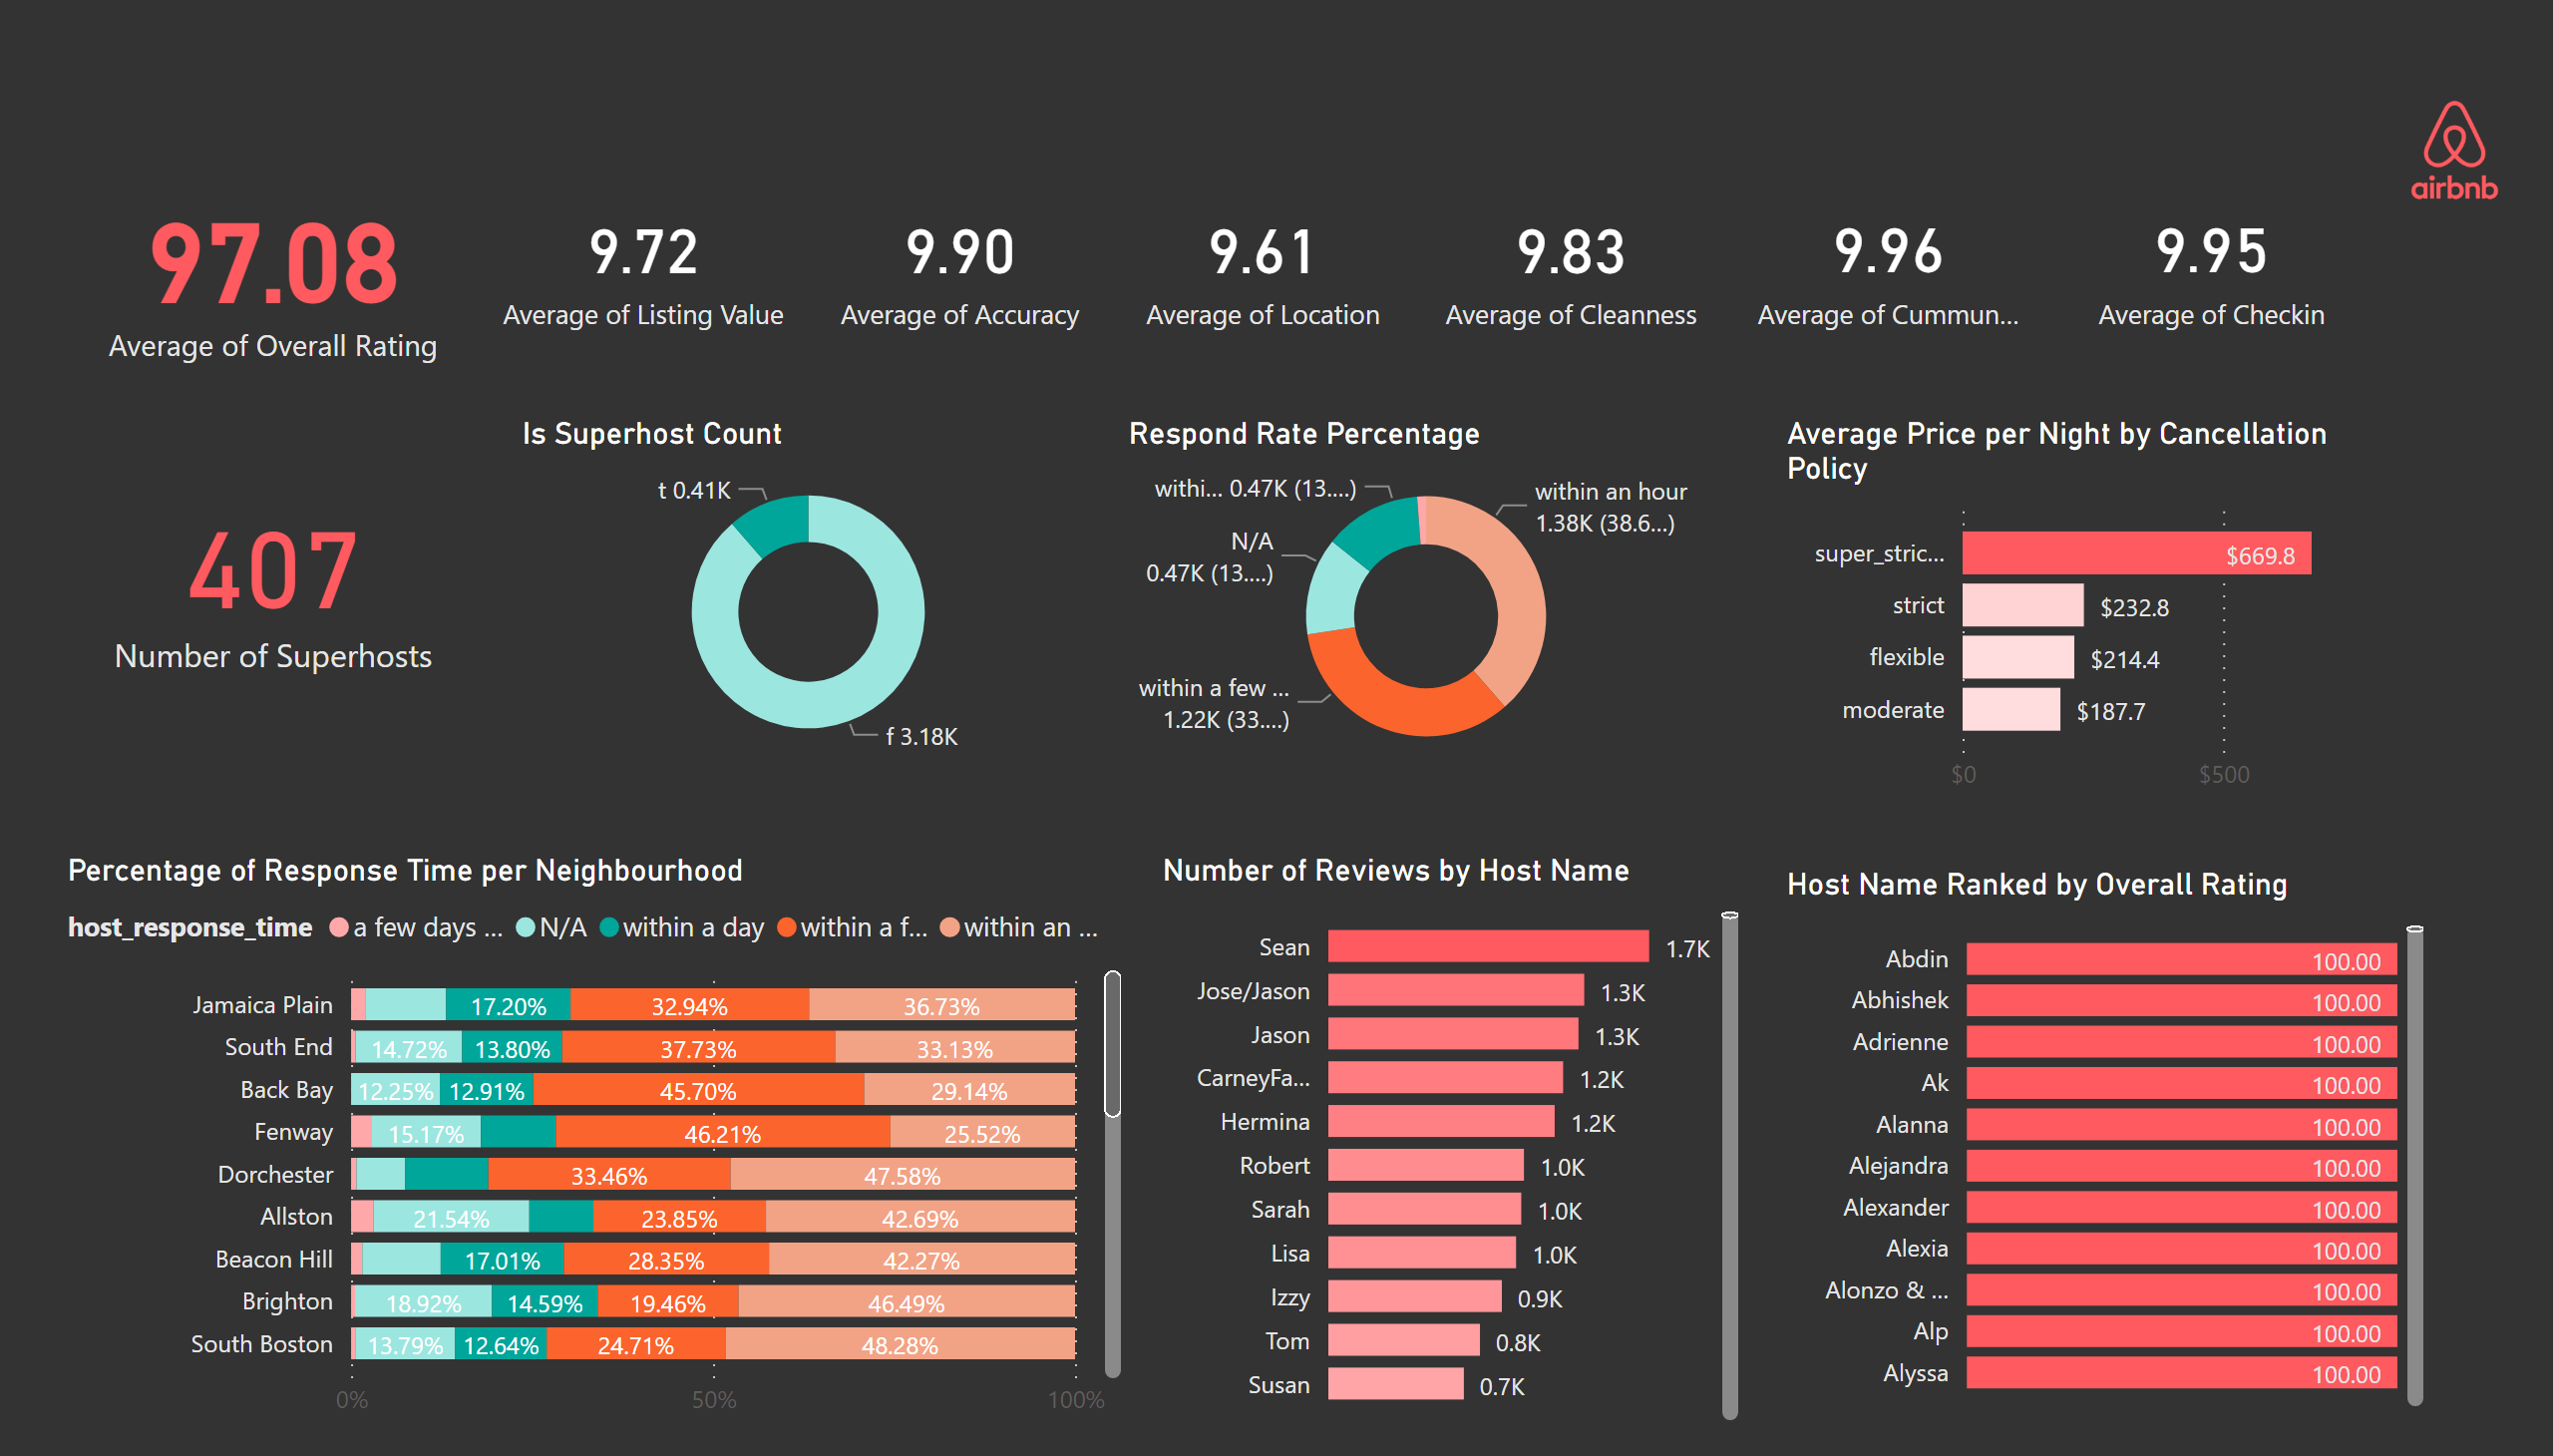 airbnb
97.08
Average of Overall Rating
9.72
Average of Listing Value
9.90
Average of Accuracy
9.61
Average of Location
9.83
Average of Cleanness
9.96
Average of Cummun...
9.95
Average of Checkin
407
Number of Superhosts
Is Superhost Count
t 0.41K
f 3.18K
Respond Rate Percentage
withi... 0.47K (13....)
within an hour
1.38K (38.6...)
N/A
0.47K (13....)
within a few ...
1.22K (33....)
Average Price per Night by Cancellation
Policy
super_stric... $669.8
strict $232.8
flexible $214.4
moderate $187.7
$0 $500
Percentage of Response Time per Neighbourhood
host_response_time a few days ... N/A within a day within a f... within an ...
Jamaica Plain 17.20% 32.94% 36.73%
South End 14.72% 13.80% 37.73% 33.13%
Back Bay 12.25% 12.91% 45.70% 29.14%
Fenway 15.17% 46.21% 25.52%
Dorchester 33.46% 47.58%
Allston 21.54% 23.85% 42.69%
Beacon Hill 17.01% 28.35% 42.27%
Brighton 18.92% 14.59% 19.46% 46.49%
South Boston 13.79% 12.64% 24.71% 48.28%
0% 50% 100%
Number of Reviews by Host Name
Sean 1.7K
Jose/Jason 1.3K
Jason 1.3K
CarneyFa... 1.2K
Hermina 1.2K
Robert 1.0K
Sarah 1.0K
Lisa 1.0K
Izzy 0.9K
Tom 0.8K
Susan 0.7K
Host Name Ranked by Overall Rating
Abdin 100.00
Abhishek 100.00
Adrienne 100.00
Ak 100.00
Alanna 100.00
Alejandra 100.00
Alexander 100.00
Alexia 100.00
Alonzo & ... 100.00
Alp 100.00
Alyssa 100.00